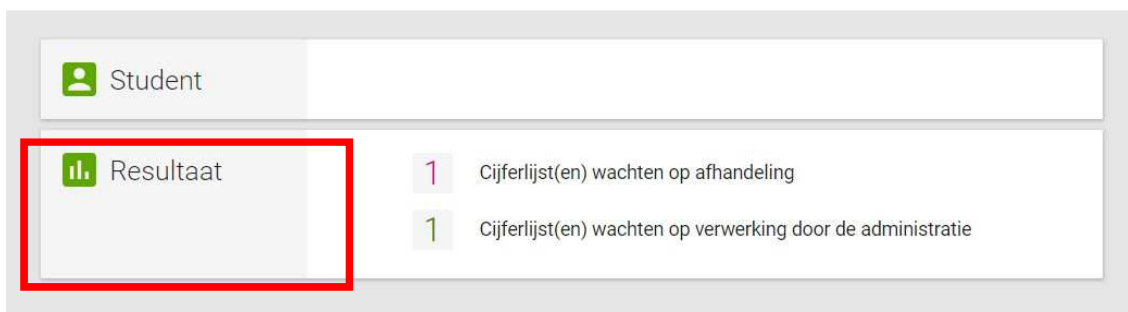 Student
Resultaat
1 Cijferlijst(en) wachten op afhandeling
1 Cijferlijst(en) wachten op verwerking door de administratie